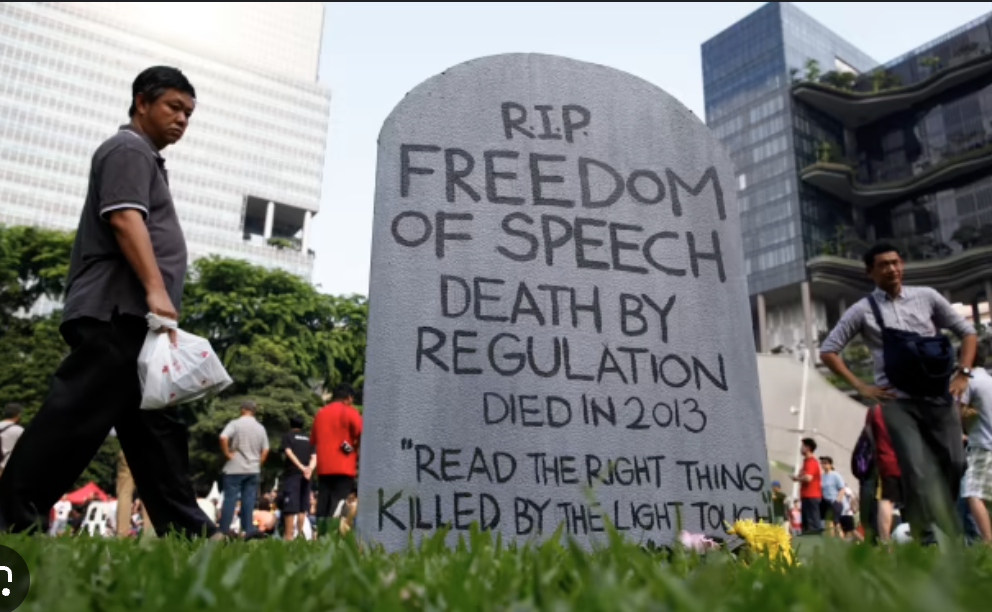 R.I.P.
FREEDOM
OF SPEECH
DEATH BY
REGULATION
DIED IN 2013
"READ THE RIGHT THING
KILLED BY THE LIGHT TOUCH"